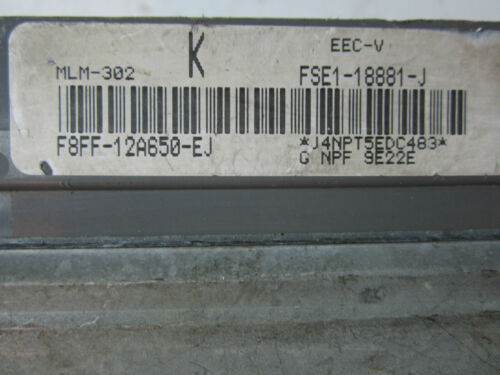 K EEC-V
MLM-302 FSE1-18881-J
F8FF-12A650-EJ *J4NPT5EDC483*
G NPF 9E22E